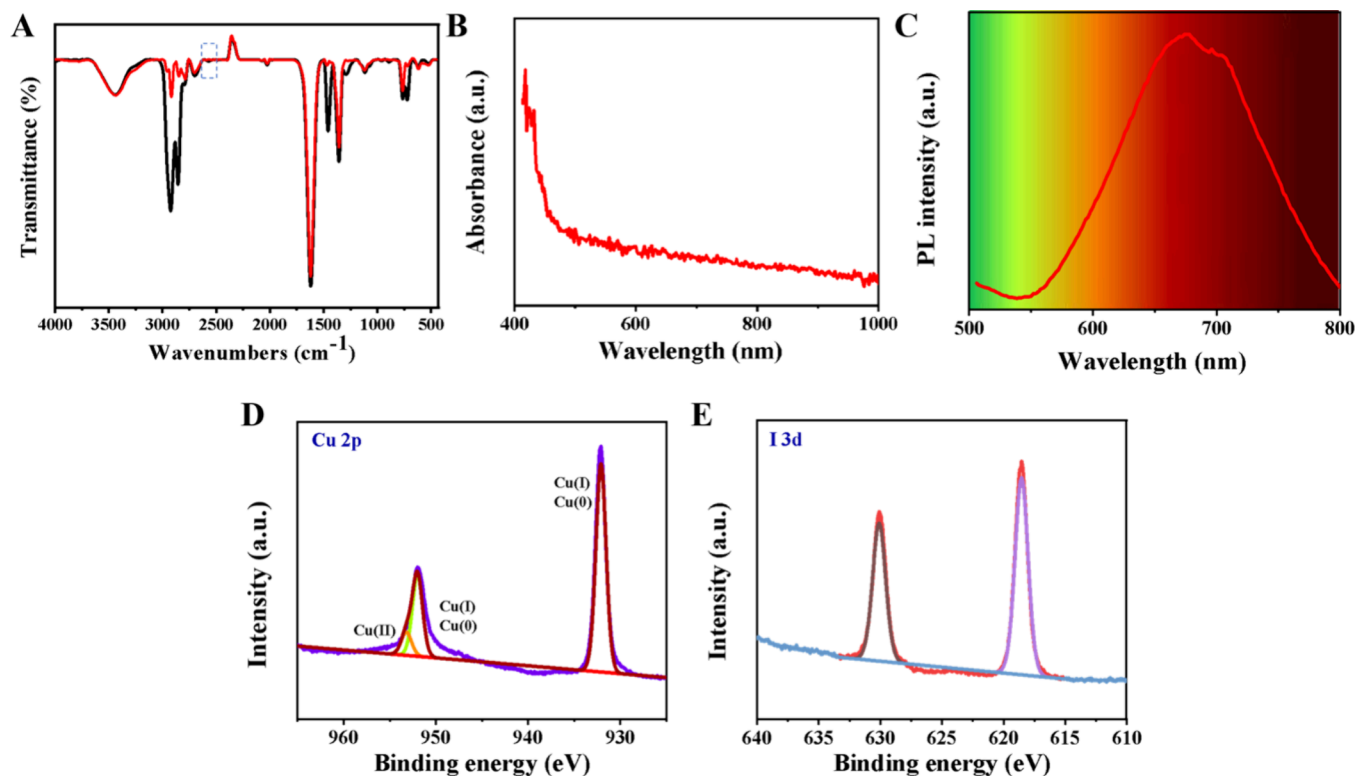 A
Transmittance (%)
4000 3500 3000 2500 2000 1500 1000 500
Wavenumbers (cm-1)
B
Absorbance (a.u.)
400 600 800 1000
Wavelength (nm)
C
PL intensity (a.u.)
500 600 700 800
Wavelength (nm)
D
Cu 2p
Cu(I)
Cu(0)
Cu(II)
Cu(I)
Cu(0)
Intensity (a.u.)
960 950 940 930
Binding energy (eV)
E
I 3d
Intensity (a.u.)
640 635 630 625 620 615 610
Binding energy (eV)